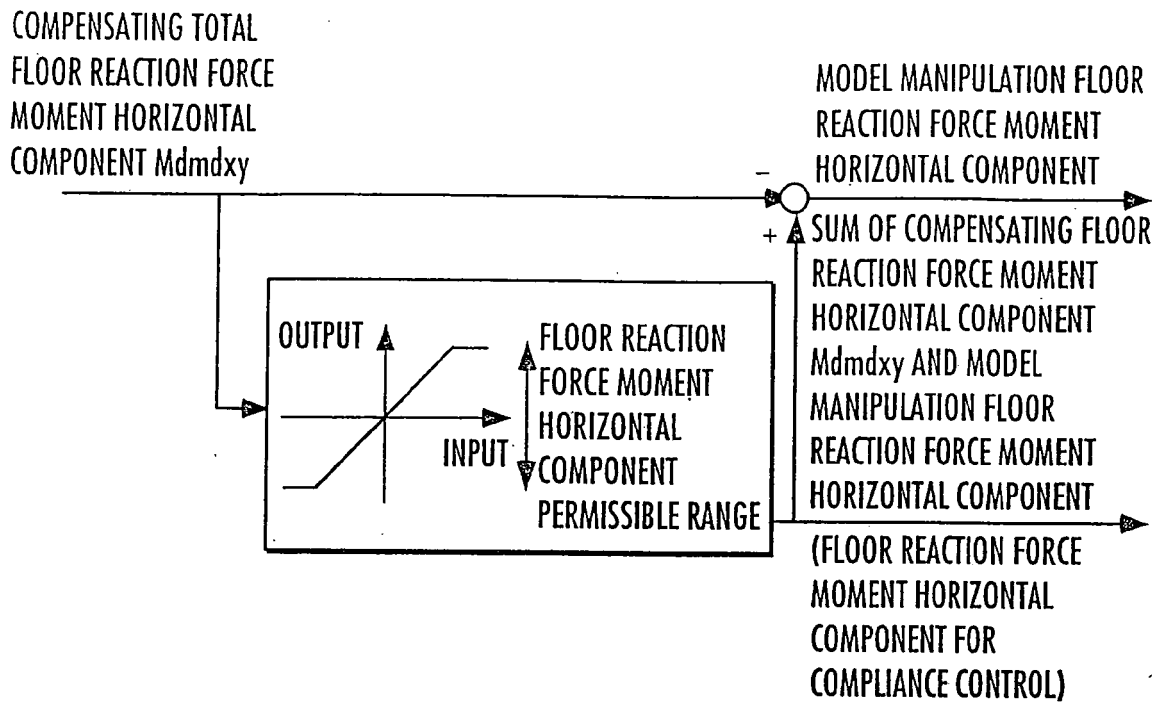 COMPENSATING TOTAL
FLOOR REACTION FORCE
MOMENT HORIZONTAL
COMPONENT Mdmdxy
MODEL MANIPULATION FLOOR
REACTION FORCE MOMENT
HORIZONTAL COMPONENT
−
+
SUM OF COMPENSATING FLOOR
REACTION FORCE MOMENT
HORIZONTAL COMPONENT
Mdmdxy AND MODEL
MANIPULATION FLOOR
REACTION FORCE MOMENT
HORIZONTAL COMPONENT
(FLOOR REACTION FORCE
MOMENT HORIZONTAL
COMPONENT FOR
COMPLIANCE CONTROL)
OUTPUT
INPUT
FLOOR REACTION
FORCE MOMENT
HORIZONTAL
COMPONENT
PERMISSIBLE RANGE